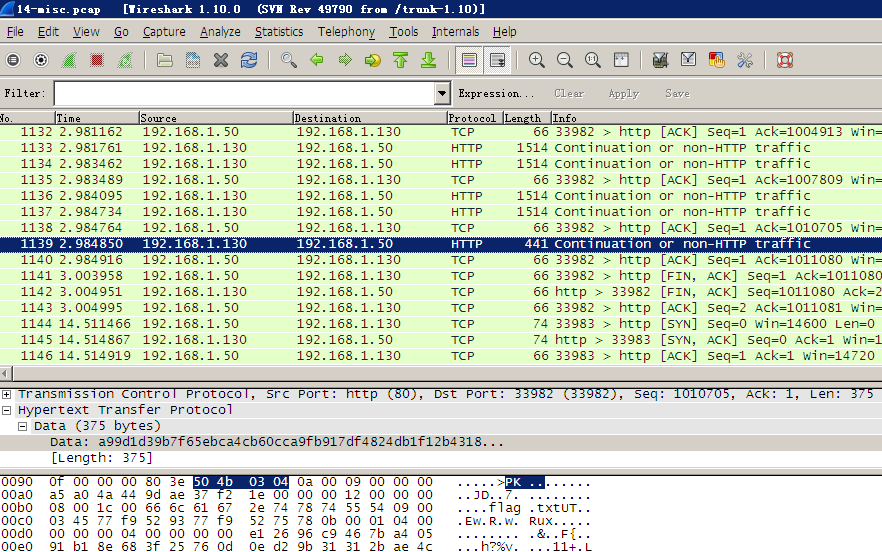 14-misc.pcap [Wireshark 1.10.0 (SVN Rev 49790 from /trunk-1.10)]
File Edit View Go Capture Analyze Statistics Telephony Tools Internals Help
Filter: Expression... Clear Apply Save
No. Time Source Destination Protocol Length Info
1132 2.981162 192.168.1.50 192.168.1.130 TCP 66 33982 > http [ACK] Seq=1 Ack=1004913 Win=
1133 2.981761 192.168.1.130 192.168.1.50 HTTP 1514 Continuation or non-HTTP traffic
1134 2.983462 192.168.1.130 192.168.1.50 HTTP 1514 Continuation or non-HTTP traffic
1135 2.983489 192.168.1.50 192.168.1.130 TCP 66 33982 > http [ACK] Seq=1 Ack=1007809 Win=
1136 2.984095 192.168.1.130 192.168.1.50 HTTP 1514 Continuation or non-HTTP traffic
1137 2.984734 192.168.1.130 192.168.1.50 HTTP 1514 Continuation or non-HTTP traffic
1138 2.984764 192.168.1.50 192.168.1.130 TCP 66 33982 > http [ACK] Seq=1 Ack=1010705 Win=
1139 2.984850 192.168.1.130 192.168.1.50 HTTP 441 Continuation or non-HTTP traffic
1140 2.984916 192.168.1.50 192.168.1.130 TCP 66 33982 > http [ACK] Seq=1 Ack=1011080 Win=
1141 3.003958 192.168.1.50 192.168.1.130 TCP 66 33982 > http [FIN, ACK] Seq=1 Ack=1011080
1142 3.004951 192.168.1.130 192.168.1.50 TCP 66 http > 33982 [FIN, ACK] Seq=1011080 Ack=2
1143 3.004995 192.168.1.50 192.168.1.130 TCP 66 33982 > http [ACK] Seq=2 Ack=1011081 Win=
1144 14.511466 192.168.1.50 192.168.1.130 TCP 74 33983 > http [SYN] Seq=0 Win=14600 Len=0
1145 14.514867 192.168.1.130 192.168.1.50 TCP 74 http > 33983 [SYN, ACK] Seq=0 Ack=1 Win=1
1146 14.514919 192.168.1.50 192.168.1.130 TCP 66 33983 > http [ACK] Seq=1 Ack=1 Win=14720
Transmission Control Protocol, Src Port: http (80), Dst Port: 33982 (33982), Seq: 1010705, Ack: 1, Len: 375
Hypertext Transfer Protocol
Data (375 bytes)
Data: a99d1d39b7f65ebca4cb60cca9fb917df4824db1f12b4318...
[Length: 375]
0090 0f 00 00 00 80 3e 50 4b 03 04 0a 00 09 00 00 00 .....>PK ........
00a0 a5 a0 4a 44 9d ae 37 f2 1e 00 00 00 12 00 00 00 ..JD..7. ........
00b0 08 00 1c 00 66 6c 61 67 2e 74 78 74 55 54 09 00 ....flag .txtUT..
00c0 03 45 77 f9 52 93 77 f9 52 75 78 0b 00 01 04 00 .Ew.R.w. Rux.....
00d0 00 00 00 04 00 00 00 00 e1 26 96 c9 46 7b a4 05 ........ .&..F{..
00e0 91 b1 8e 68 3f 25 76 0d 0e d2 9b 31 31 2b ae 4c ...h?%v. ...11+.L